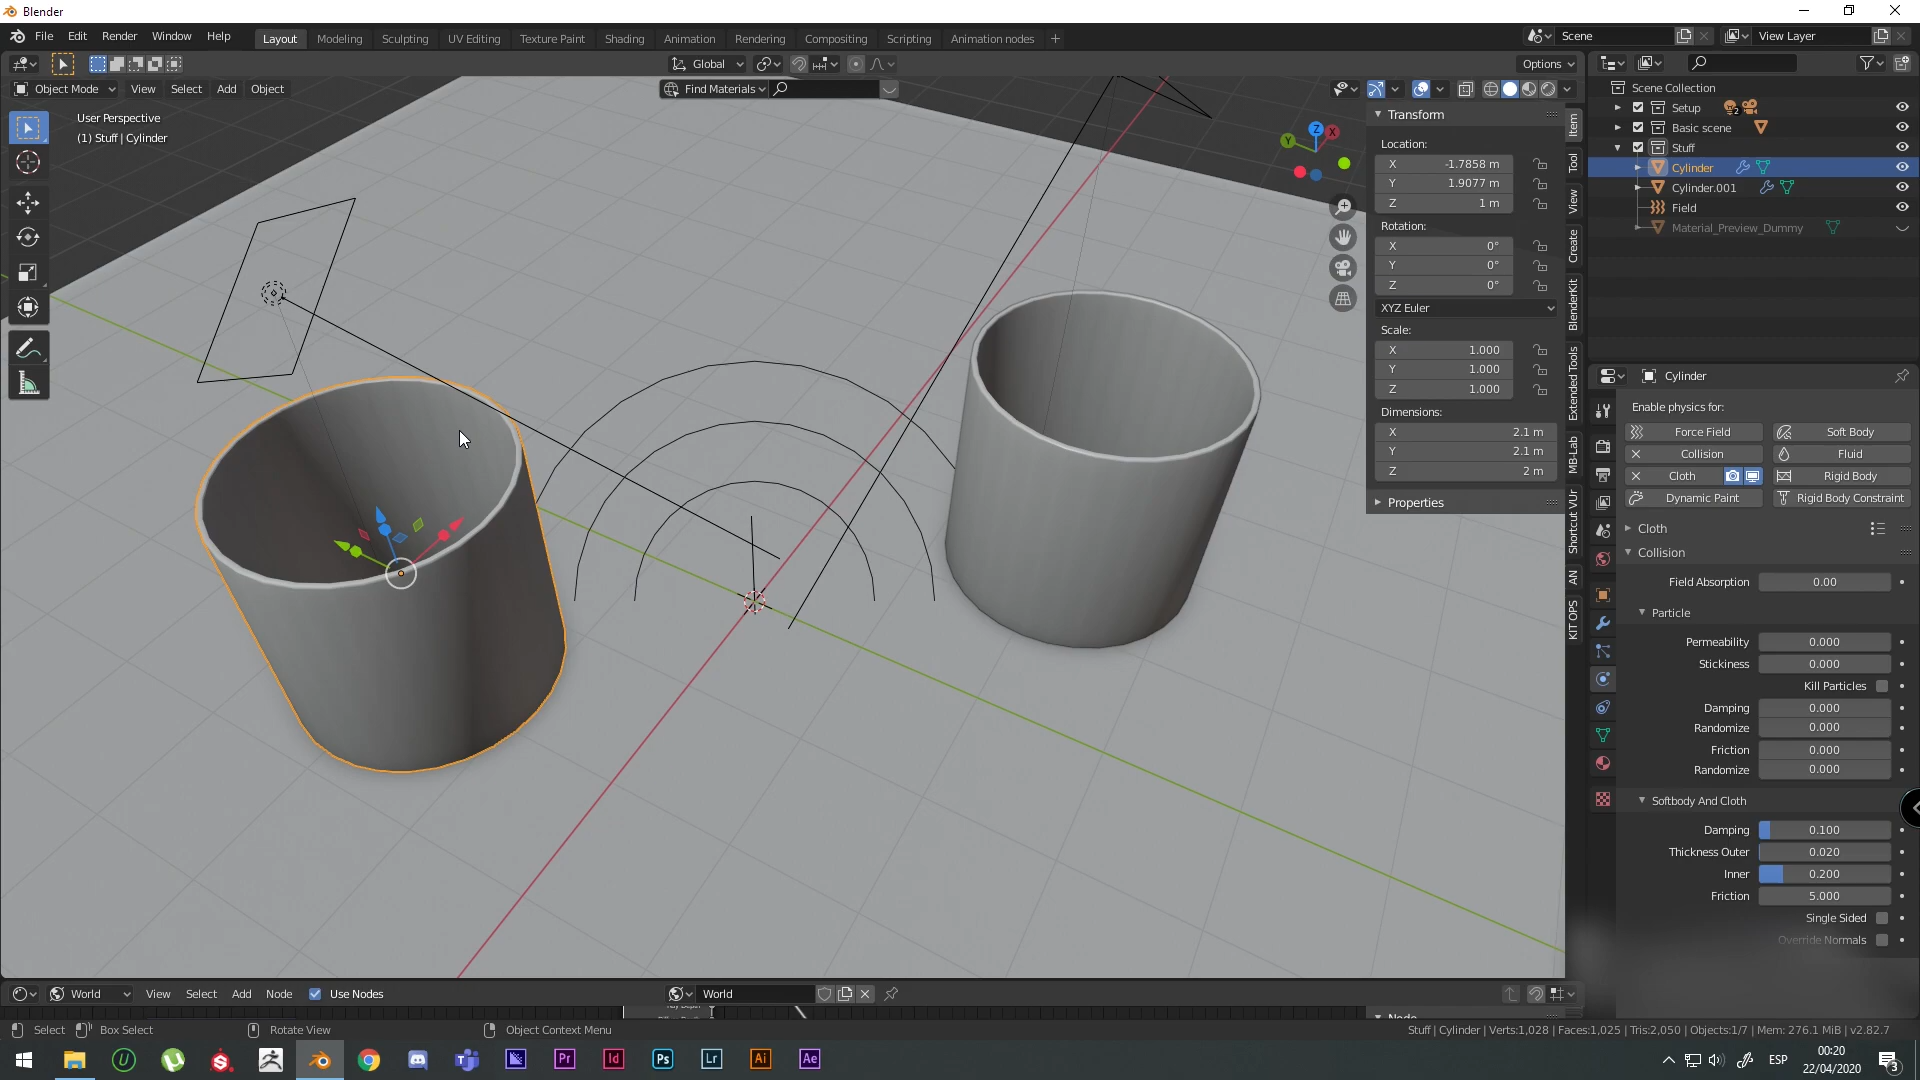 Blender
File Edit Render Window Help
Layout Modeling Sculpting UV Editing Texture Paint Shading Animation Rendering Compositing Scripting Animation nodes +
Scene
View Layer
Global
Options
Object Mode View Select Add Object
Find Materials
User Perspective
(1) Stuff | Cylinder
Z
X
Y
Transform
Location:
X -1.7858 m
Y 1.9077 m
Z 1 m
Rotation:
X 0°
Y 0°
Z 0°
XYZ Euler
Scale:
X 1.000
Y 1.000
Z 1.000
Dimensions:
X 2.1 m
Y 2.1 m
Z 2 m
Properties
Item
Tool
View
Create
BlenderKit
Extended Tools
MB-Lab
Shortcut VUr
AN
KIT OPS
Scene Collection
Setup
2
Basic scene
Stuff
Cylinder
Cylinder.001
Field
Material_Preview_Dummy
Cylinder
Enable physics for:
Force Field Soft Body
Collision Fluid
Cloth Rigid Body
Dynamic Paint Rigid Body Constraint
Cloth
Collision
Field Absorption 0.00
Particle
Permeability 0.000
Stickiness 0.000
Kill Particles
Damping 0.000
Randomize 0.000
Friction 0.000
Randomize 0.000
Softbody And Cloth
Damping 0.100
Thickness Outer 0.020
Inner 0.200
Friction 5.000
Single Sided
Override Normals
World View Select Add Node Use Nodes
World
Node
Select Box Select Rotate View Object Context Menu
Stuff | Cylinder | Verts:1,028 | Faces:1,025 | Tris:2,050 | Objects:1/7 | Mem: 276.1 MiB | v2.82.7
Pr Id Ps Lr Ai Ae
ESP
00:20
22/04/2020
3